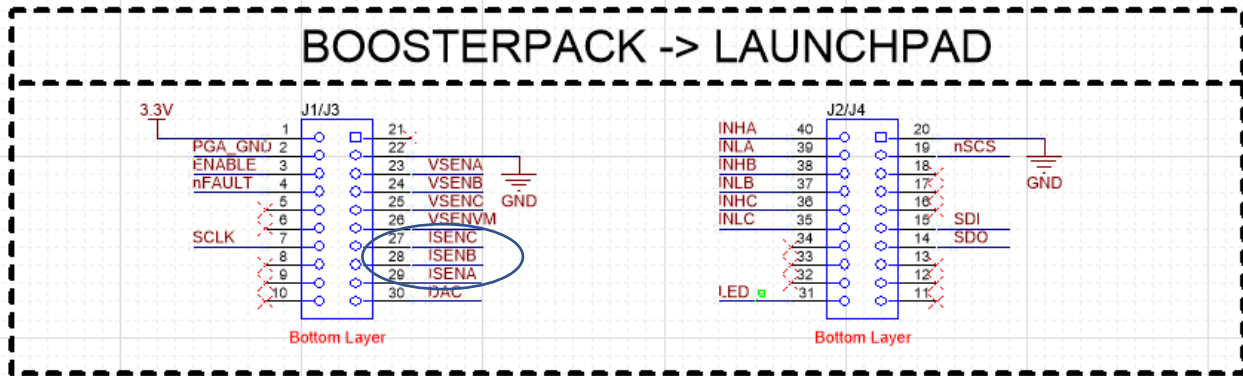 BOOSTERPACK -> LAUNCHPAD
3.3V
J1/J3
1 21
PGA_GND 2 22
ENABLE 3 23 VSENA
nFAULT 4 24 VSENB
5 25 VSENC GND
6 26 VSENVM
SCLK 7 27 ISENC
8 28 ISENB
9 29 ISENA
10 30 IDAC
Bottom Layer
J2/J4
INHA 40 20
INLA 39 19 nSCS
INHB 38 18
INLB 37 17 GND
INHC 36 16
INLC 35 15 SDI
34 14 SDO
33 13
32 12
LED 31 11
Bottom Layer